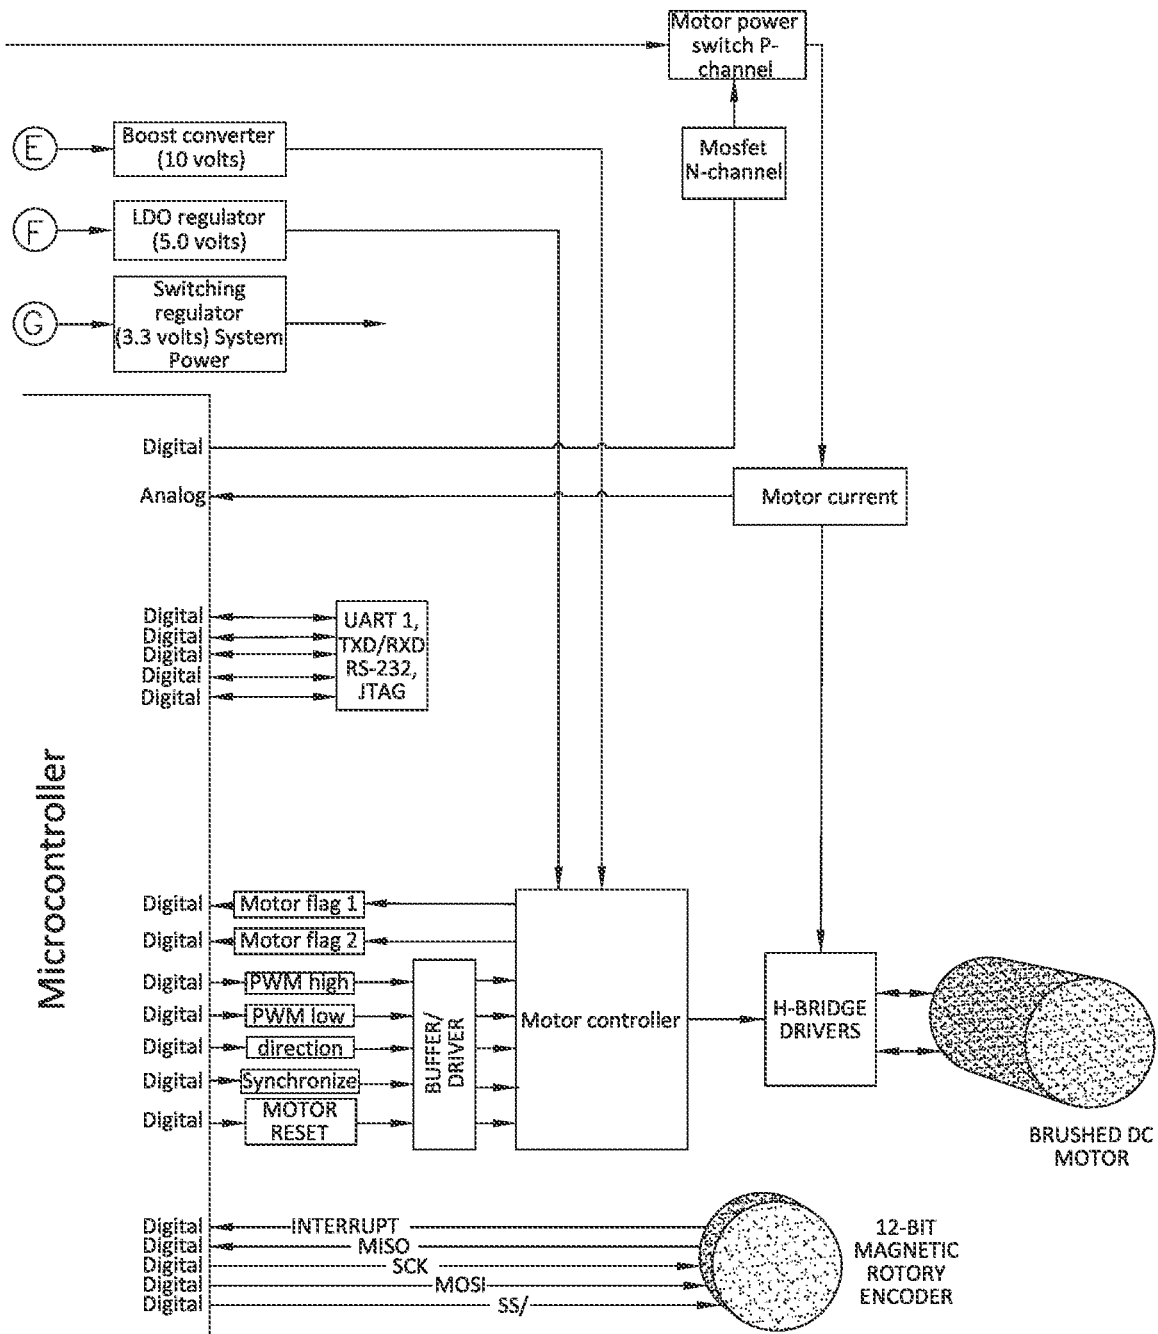 Motor power
switch P-
channel
E
Boost converter
(10 volts)
Mosfet
N-channel
F
LDO regulator
(5.0 volts)
G
Switching
regulator
(3.3 volts) System
Power
Digital
Analog
Motor current
Digital
Digital
Digital
Digital
Digital
UART 1,
TXD/RXD
RS-232,
JTAG
Microcontroller
Digital
Motor flag 1
Digital
Motor flag 2
Digital
PWM high
Digital
PWM low
Digital
direction
Digital
Synchronize
Digital
MOTOR
RESET
BUFFER/
DRIVER
Motor controller
H-BRIDGE
DRIVERS
BRUSHED DC
MOTOR
Digital
INTERRUPT
Digital
MISO
Digital
SCK
Digital
MOSI
Digital
SS/
12-BIT
MAGNETIC
ROTORY
ENCODER